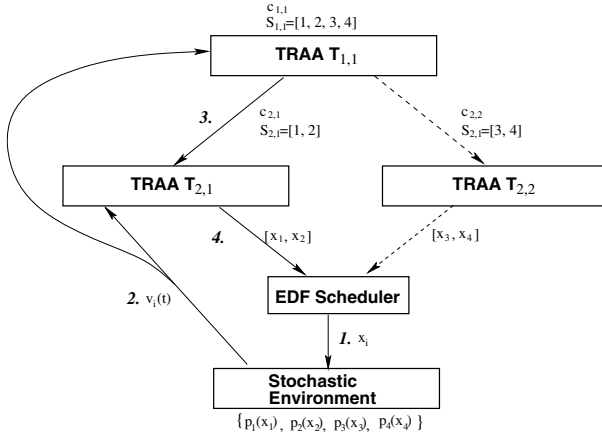 c1,1
S1,1=[1, 2, 3, 4]
TRAA T1,1
3.
c2,1
S2,1=[1, 2]
c2,2
S2,1=[3, 4]
TRAA T2,1
TRAA T2,2
4.
[x1, x2]
[x3, x4]
EDF Scheduler
2. vi(t)
1. xi
Stochastic
Environment
{p1(x1), p2(x2), p3(x3), p4(x4) }